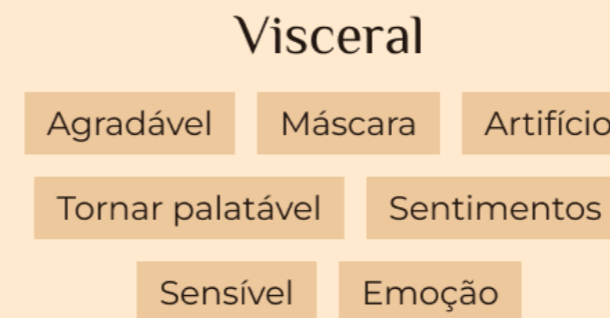 Visceral
Agradável Máscara Artifício
Tornar palatável Sentimentos
Sensível Emoção